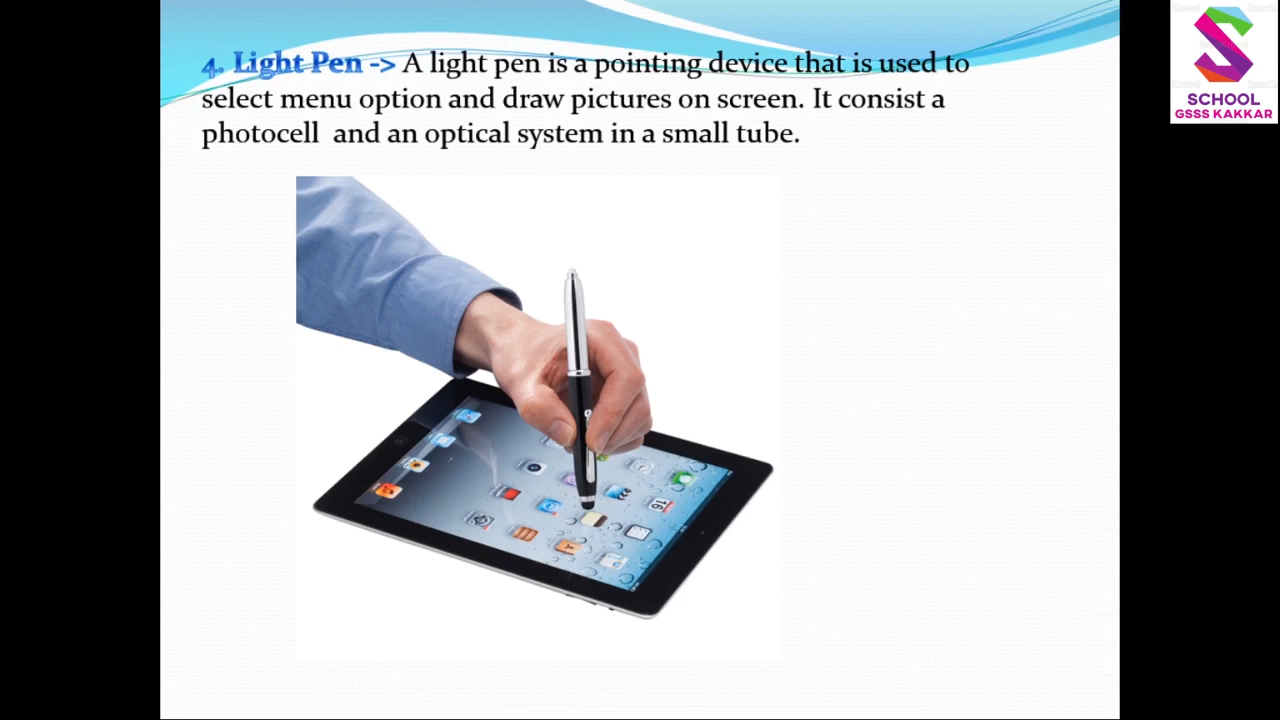 4. Light Pen -> A light pen is a pointing device that is used to
select menu option and draw pictures on screen. It consist a
photocell and an optical system in a small tube.
SCHOOL
GSSS KAKKAR
16